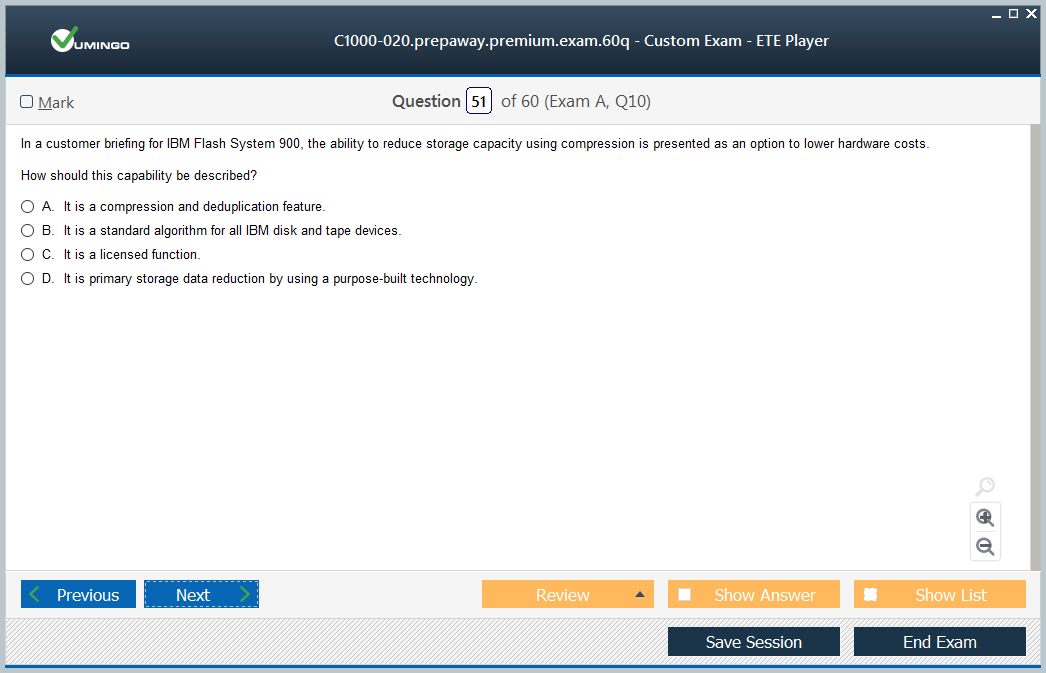 VUMINGO
C1000-020.prepaway.premium.exam.60q - Custom Exam - ETE Player
Mark
Question 51 of 60 (Exam A, Q10)
In a customer briefing for IBM Flash System 900, the ability to reduce storage capacity using compression is presented as an option to lower hardware costs.
How should this capability be described?
A. It is a compression and deduplication feature.
B. It is a standard algorithm for all IBM disk and tape devices.
C. It is a licensed function.
D. It is primary storage data reduction by using a purpose-built technology.
Previous Next Review Show Answer Show List
Save Session End Exam